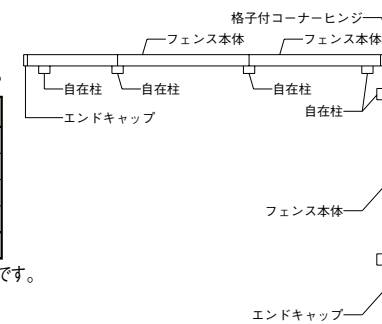 格子付コーナーヒンジ
フェンス本体 フェンス本体
自在柱 自在柱 自在柱
自在柱
エンドキャップ
フェンス本体
です。
エンドキャップ